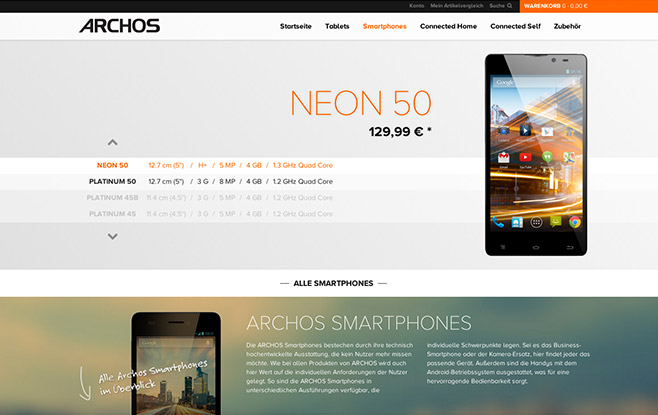 Konto Mein Artikelvergleich Suche WARENKORB 0 - 0,00 €
ARCHOS
Startseite Tablets Smartphones Connected Home Connected Self Zubehör
NEON 50
129,99 € *
NEON 50 12.7 cm (5") / H+ / 5 MP / 4 GB / 1.3 GHz Quad Core
PLATINUM 50 12.7 cm (5") / 3 G / 8 MP / 4 GB / 1.2 GHz Quad Core
PLATINUM 45B 11.4 cm (4.5") / 3 G / 5 MP / 4 GB / 1.2 GHz Quad Core
PLATINUM 45 11.4 cm (4.5") / 3 G / 5 MP / 4 GB / 1.2 GHz Quad Core
Google
Gmail YouTube
ALLE SMARTPHONES
Alle Archos Smartphones
im Überblick
ARCHOS SMARTPHONES
Die ARCHOS Smartphones bestechen durch ihre technisch
hochentwickelte Ausstattung, die kein Nutzer mehr missen
möchte. Wie bei allen Produkten von ARCHOS wird auch
hier Wert auf die individuellen Anforderungen der Nutzer
gelegt. So sind die ARCHOS Smartphones in
unterschiedlichen Ausführungen verfügbar, die
individuelle Schwerpunkte legen. Sei es das Business-
Smartphone oder der Kamera-Ersatz, hier findet jeder das
passende Gerät. Außerdem sind die Handys mit dem
Android-Betriebssystem ausgestattet, was für eine
hervorragende Bedienbarkeit sorgt.